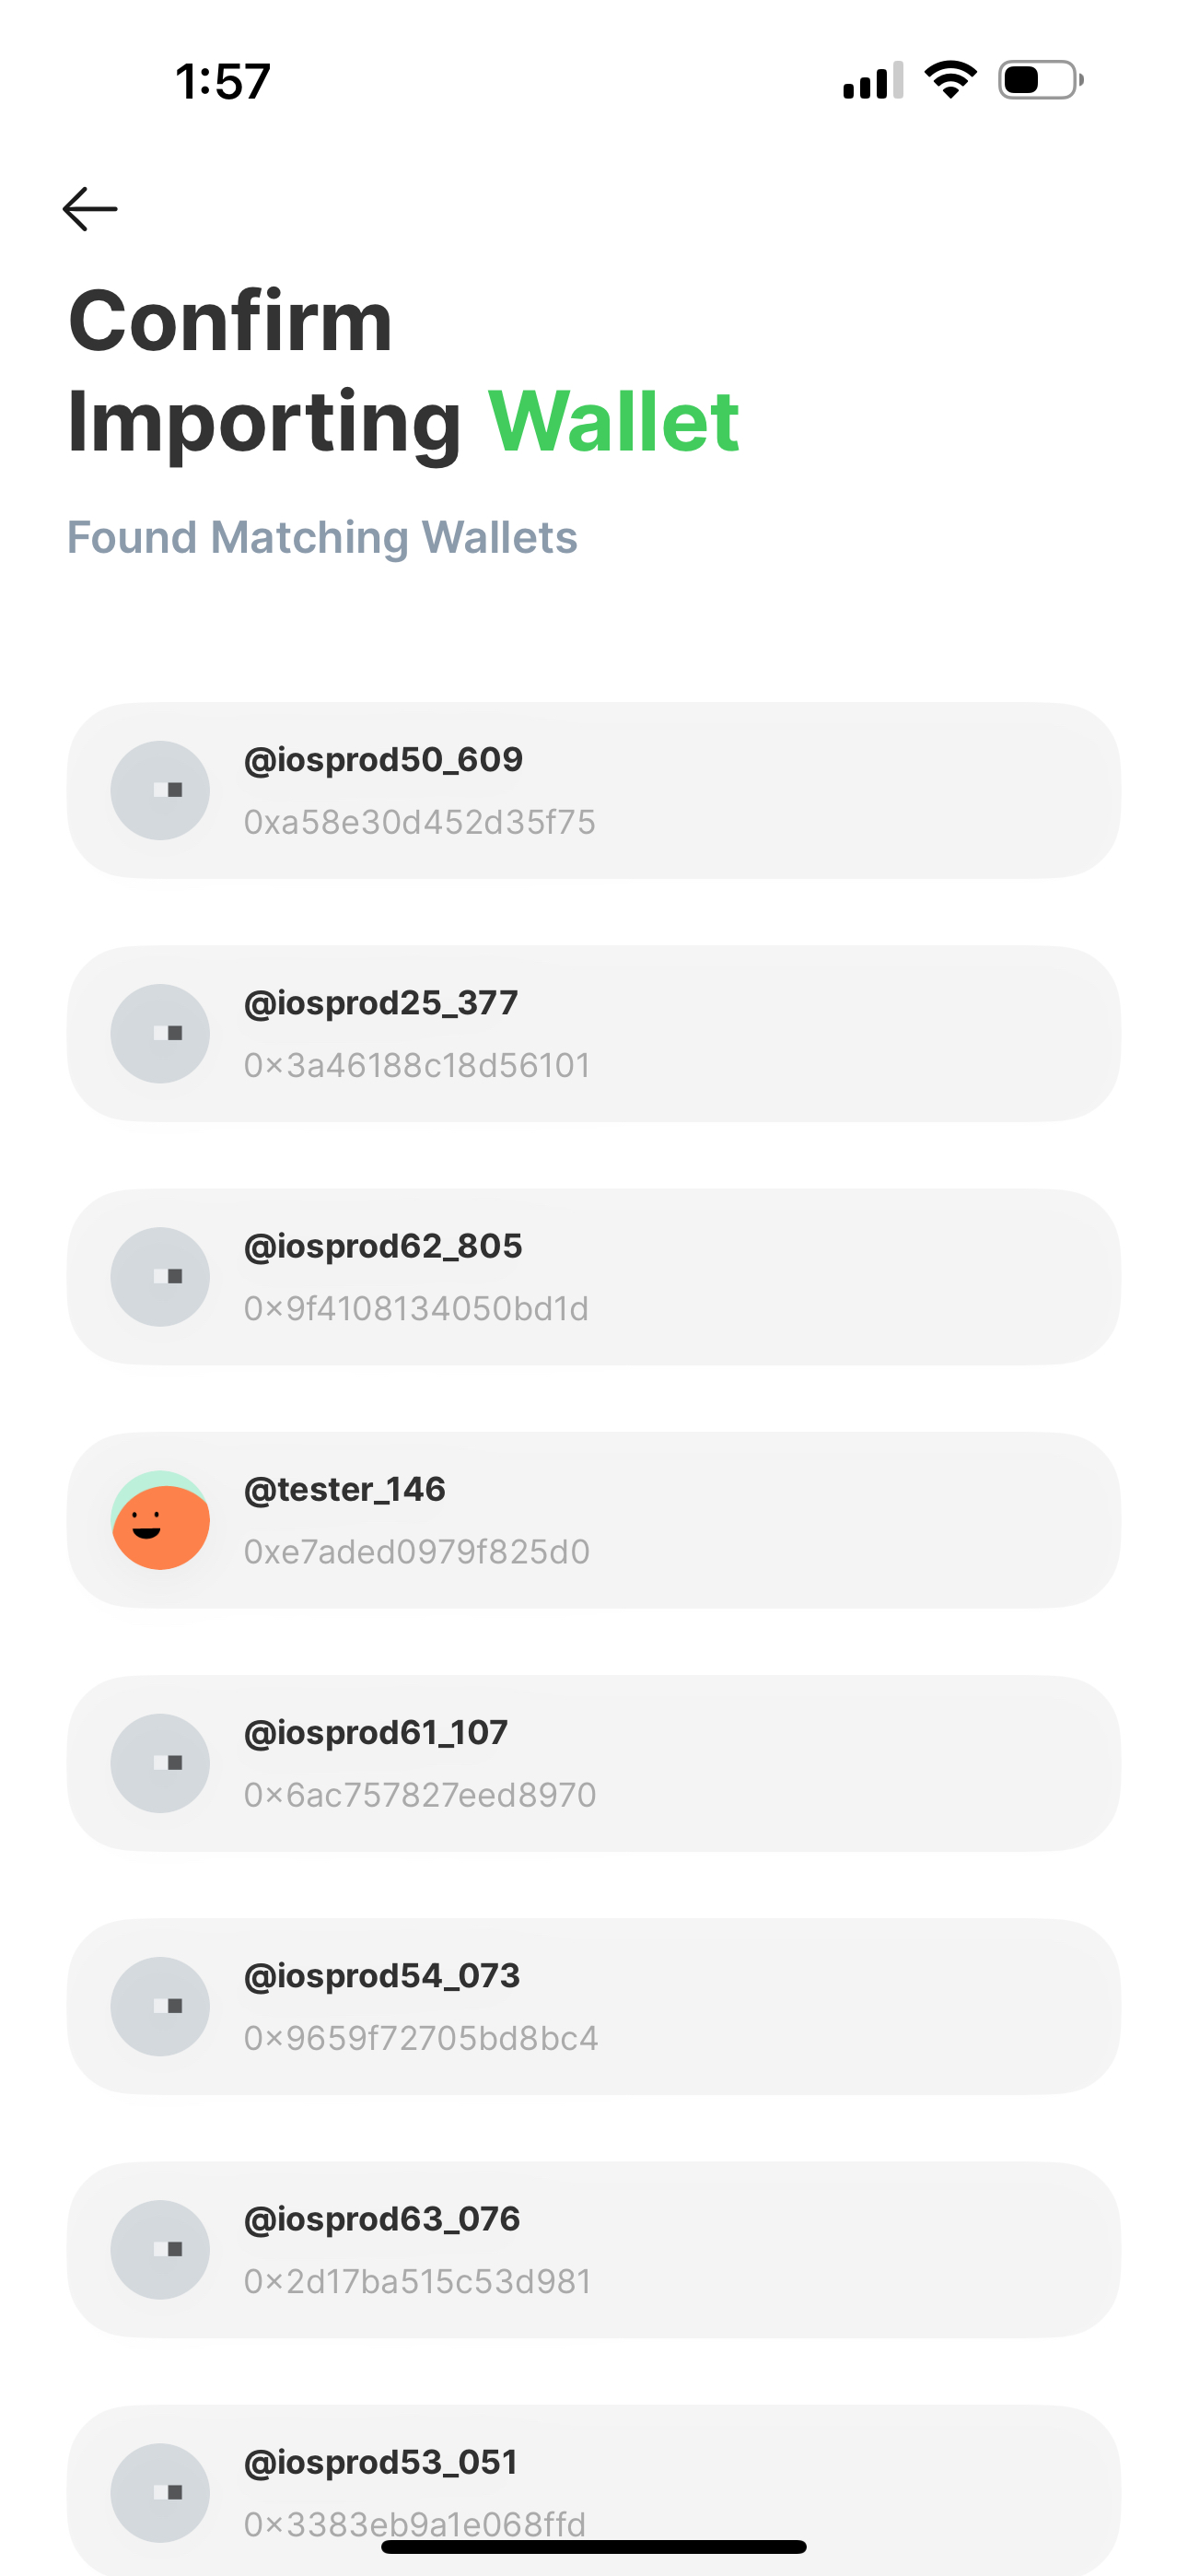 1:57
Confirm
Importing Wallet
Found Matching Wallets
@iosprod50_609
0xa58e30d452d35f75
@iosprod25_377
0×3a46188c18d56101
@iosprod62_805
0×9f4108134050bd1d
@tester_146
0xe7aded0979f825d0
@iosprod61_107
0×6ac757827eed8970
@iosprod54_073
0×9659f72705bd8bc4
@iosprod63_076
0×2d17ba515c53d981
@iosprod53_051
0×3383eb9a1e068ffd